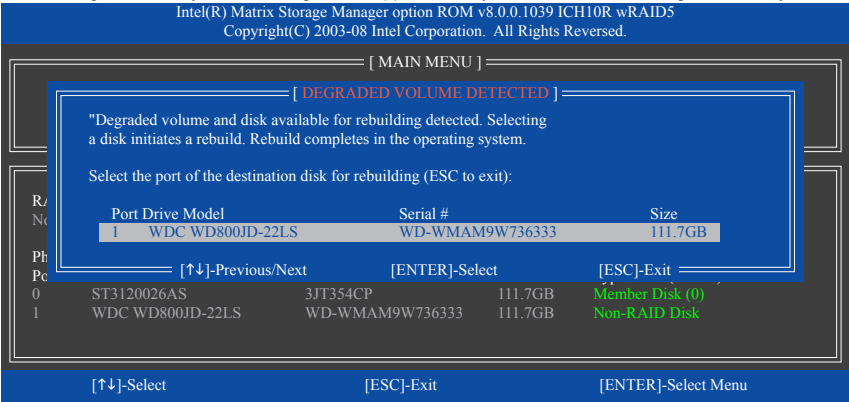 Intel(R) Matrix Storage Manager option ROM v8.0.0.1039 ICH10R wRAID5
Copyright(C) 2003-08 Intel Corporation. All Rights Reversed.
[ MAIN MENU ]
[ DEGRADED VOLUME DETECTED ]
"Degraded volume and disk available for rebuilding detected. Selecting
a disk initiates a rebuild. Rebuild completes in the operating system.
Select the port of the destination disk for rebuilding (ESC to exit):
Port Drive Model Serial # Size
1 WDC WD800JD-22LS WD-WMAM9W736333 111.7GB
[↑↓]-Previous/Next [ENTER]-Select [ESC]-Exit
0 ST3120026AS 3JT354CP 111.7GB Member Disk (0)
1 WDC WD800JD-22LS WD-WMAM9W736333 111.7GB Non-RAID Disk
[↑↓]-Select [ESC]-Exit [ENTER]-Select Menu